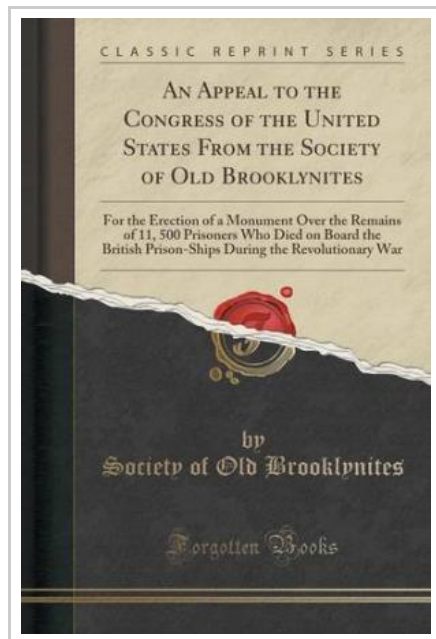 CLASSIC REPRINT SERIES
AN APPEAL TO THE
CONGRESS OF THE UNITED
STATES FROM THE SOCIETY
OF OLD BROOKLYNITES
For the Erection of a Monument Over the Remains
of 11, 500 Prisoners Who Died on Board the
British Prison-Ships During the Revolutionary War
by
Society of Old Brooklynites
Forgotten Books